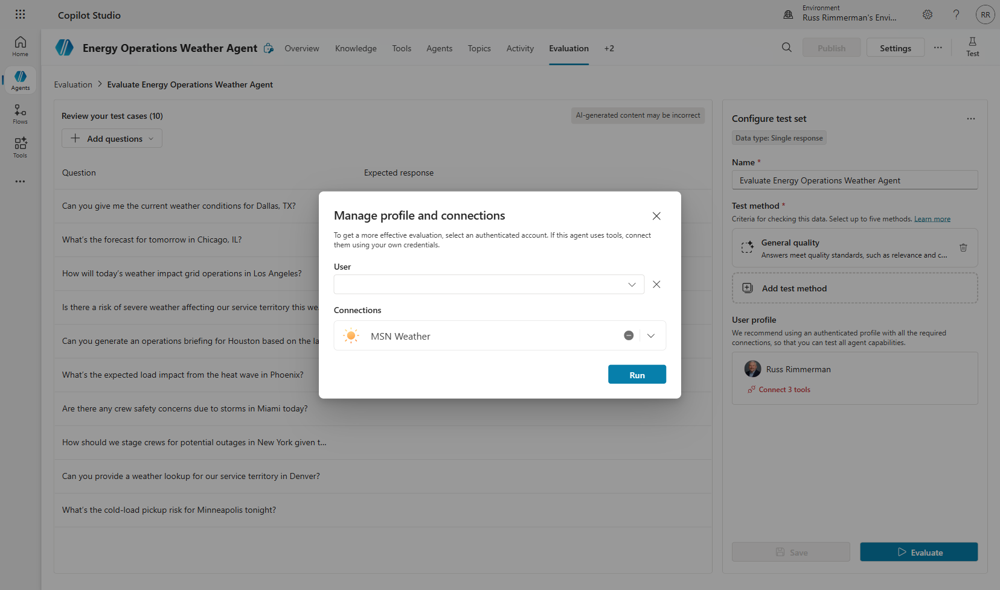 Copilot Studio
Environment
Russ Rimmerman's Envi...
RR
Home
Agents
Flows
Tools
Energy Operations Weather Agent
Overview
Knowledge
Tools
Agents
Topics
Activity
Evaluation
+2
Publish
Settings
Test
Evaluation
Evaluate Energy Operations Weather Agent
Review your test cases (10)
AI-generated content may be incorrect
Add questions
Question
Expected response
Can you give me the current weather conditions for Dallas, TX?
What's the forecast for tomorrow in Chicago, IL?
How will today's weather impact grid operations in Los Angeles?
Is there a risk of severe weather affecting our service territory this we
Can you generate an operations briefing for Houston based on the la
What's the expected load impact from the heat wave in Phoenix?
Are there any crew safety concerns due to storms in Miami today?
How should we stage crews for potential outages in New York given t...
Can you provide a weather lookup for our service territory in Denver?
What's the cold-load pickup risk for Minneapolis tonight?
Manage profile and connections
To get a more effective evaluation, select an authenticated account. If this agent uses tools, connect
them using your own credentials.
User
Connections
MSN Weather
Run
Configure test set
Data type: Single response
Name *
Evaluate Energy Operations Weather Agent
Test method *
Criteria for checking this data. Select up to five methods. Learn more
General quality
Answers meet quality standards, such as relevance and c...
Add test method
User profile
We recommend using an authenticated profile with all the required
connections, so that you can test all agent capabilities.
Russ Rimmerman
Connect 3 tools
Save
Evaluate